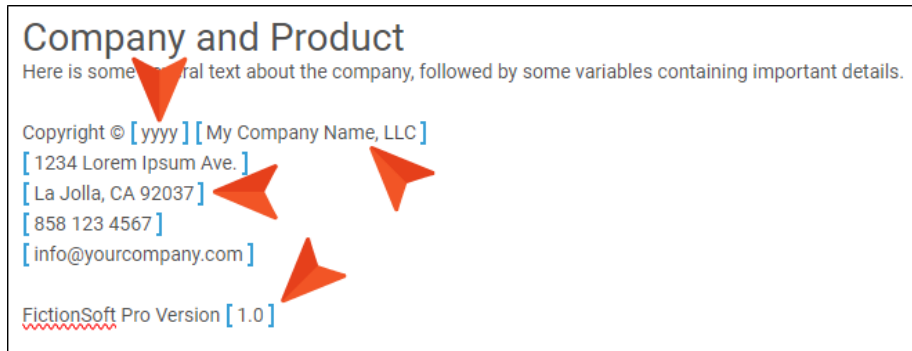 Company and Product
Here is some general text about the company, followed by some variables containing important details.
Copyright © [ yyyy ] [ My Company Name, LLC ]
[ 1234 Lorem Ipsum Ave. ]
[ La Jolla, CA 92037 ]
[ 858 123 4567 ]
[ info@yourcompany.com ]
FictionSoft Pro Version [ 1.0 ]